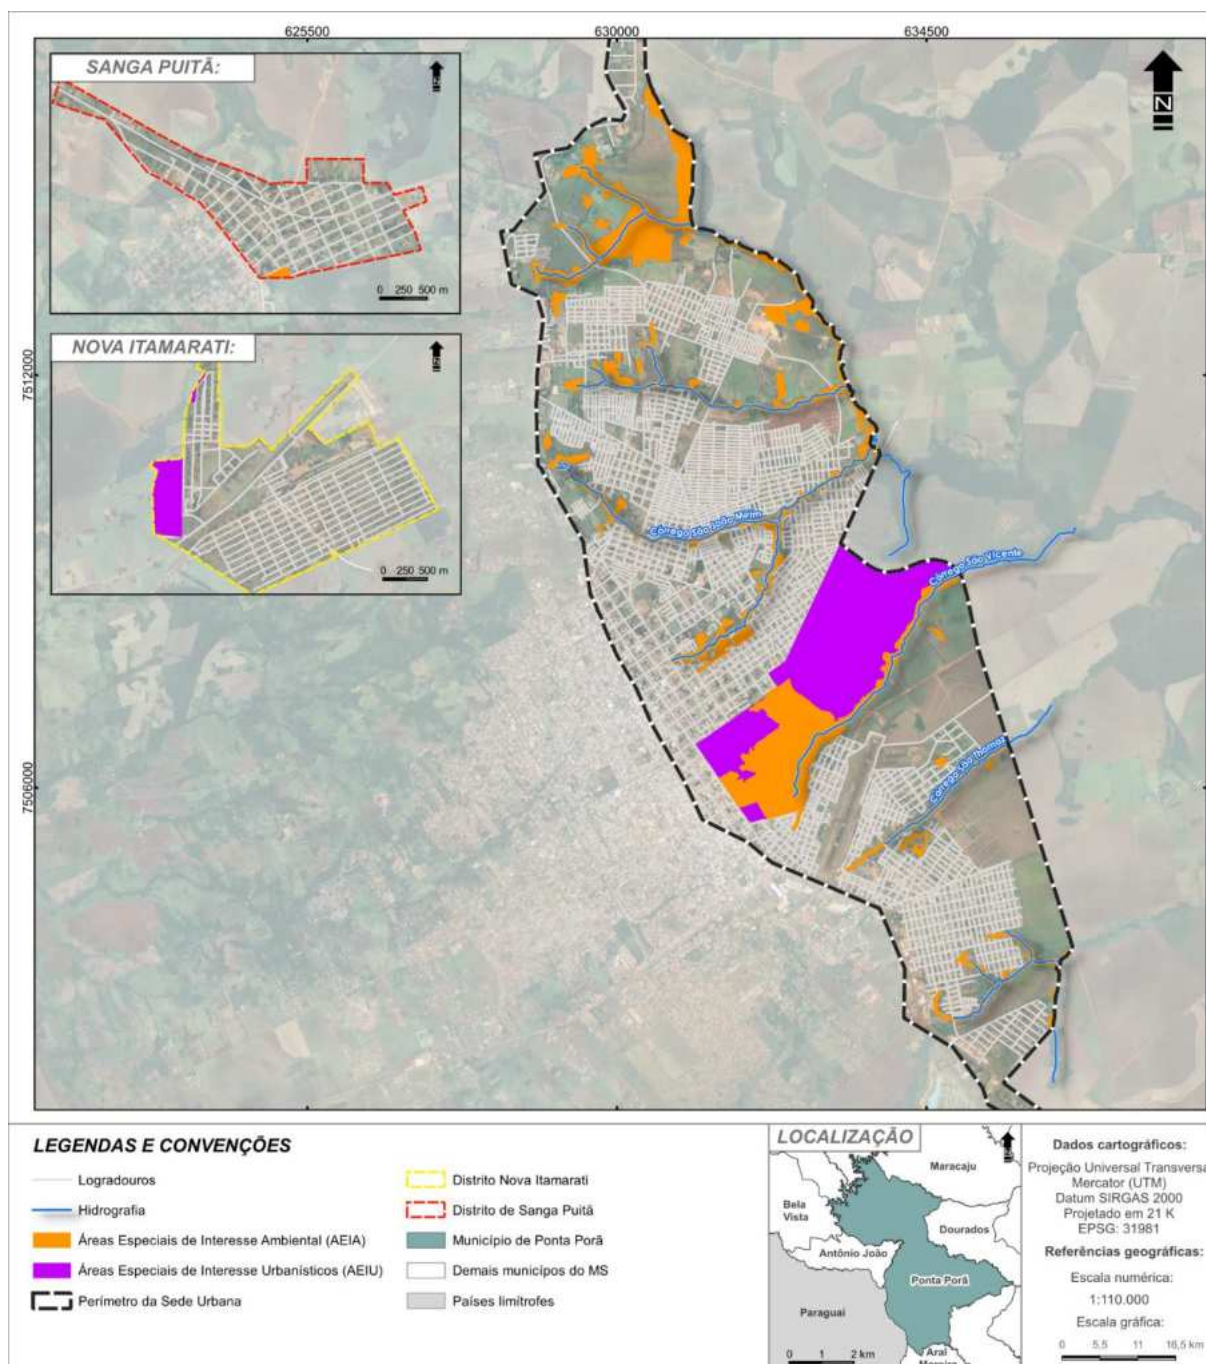 625500
630000
634500
SANGA PUITÃ:
N
N
0 250 500 m
NOVA ITAMARATI:
N
7512000
0 250 500 m
Córrego São João Mirim
Córrego São Vicente
Córrego São Thomaz
7506000
LEGENDAS E CONVENÇÕES
Logradouros
Hidrografia
Áreas Especiais de Interesse Ambiental (AEIA)
Áreas Especiais de Interesse Urbanísticos (AEIU)
Perímetro da Sede Urbana
Distrito Nova Itamarati
Distrito de Sanga Puitã
Município de Ponta Porã
Demais municípos do MS
Países limítrofes
LOCALIZAÇÃO
Maracaju
Bela
Vista
Dourados
Antônio João
Ponta Porã
Paraguai
Aral
0 1 2 km
Dados cartográficos:
Projeção Universal Transversa
Mercator (UTM)
Datum SIRGAS 2000
Projetado em 21 K
EPSG: 31981
Referências geográficas:
Escala numérica:
1:110.000
Escala gráfica:
0 5,5 11 16,5 km